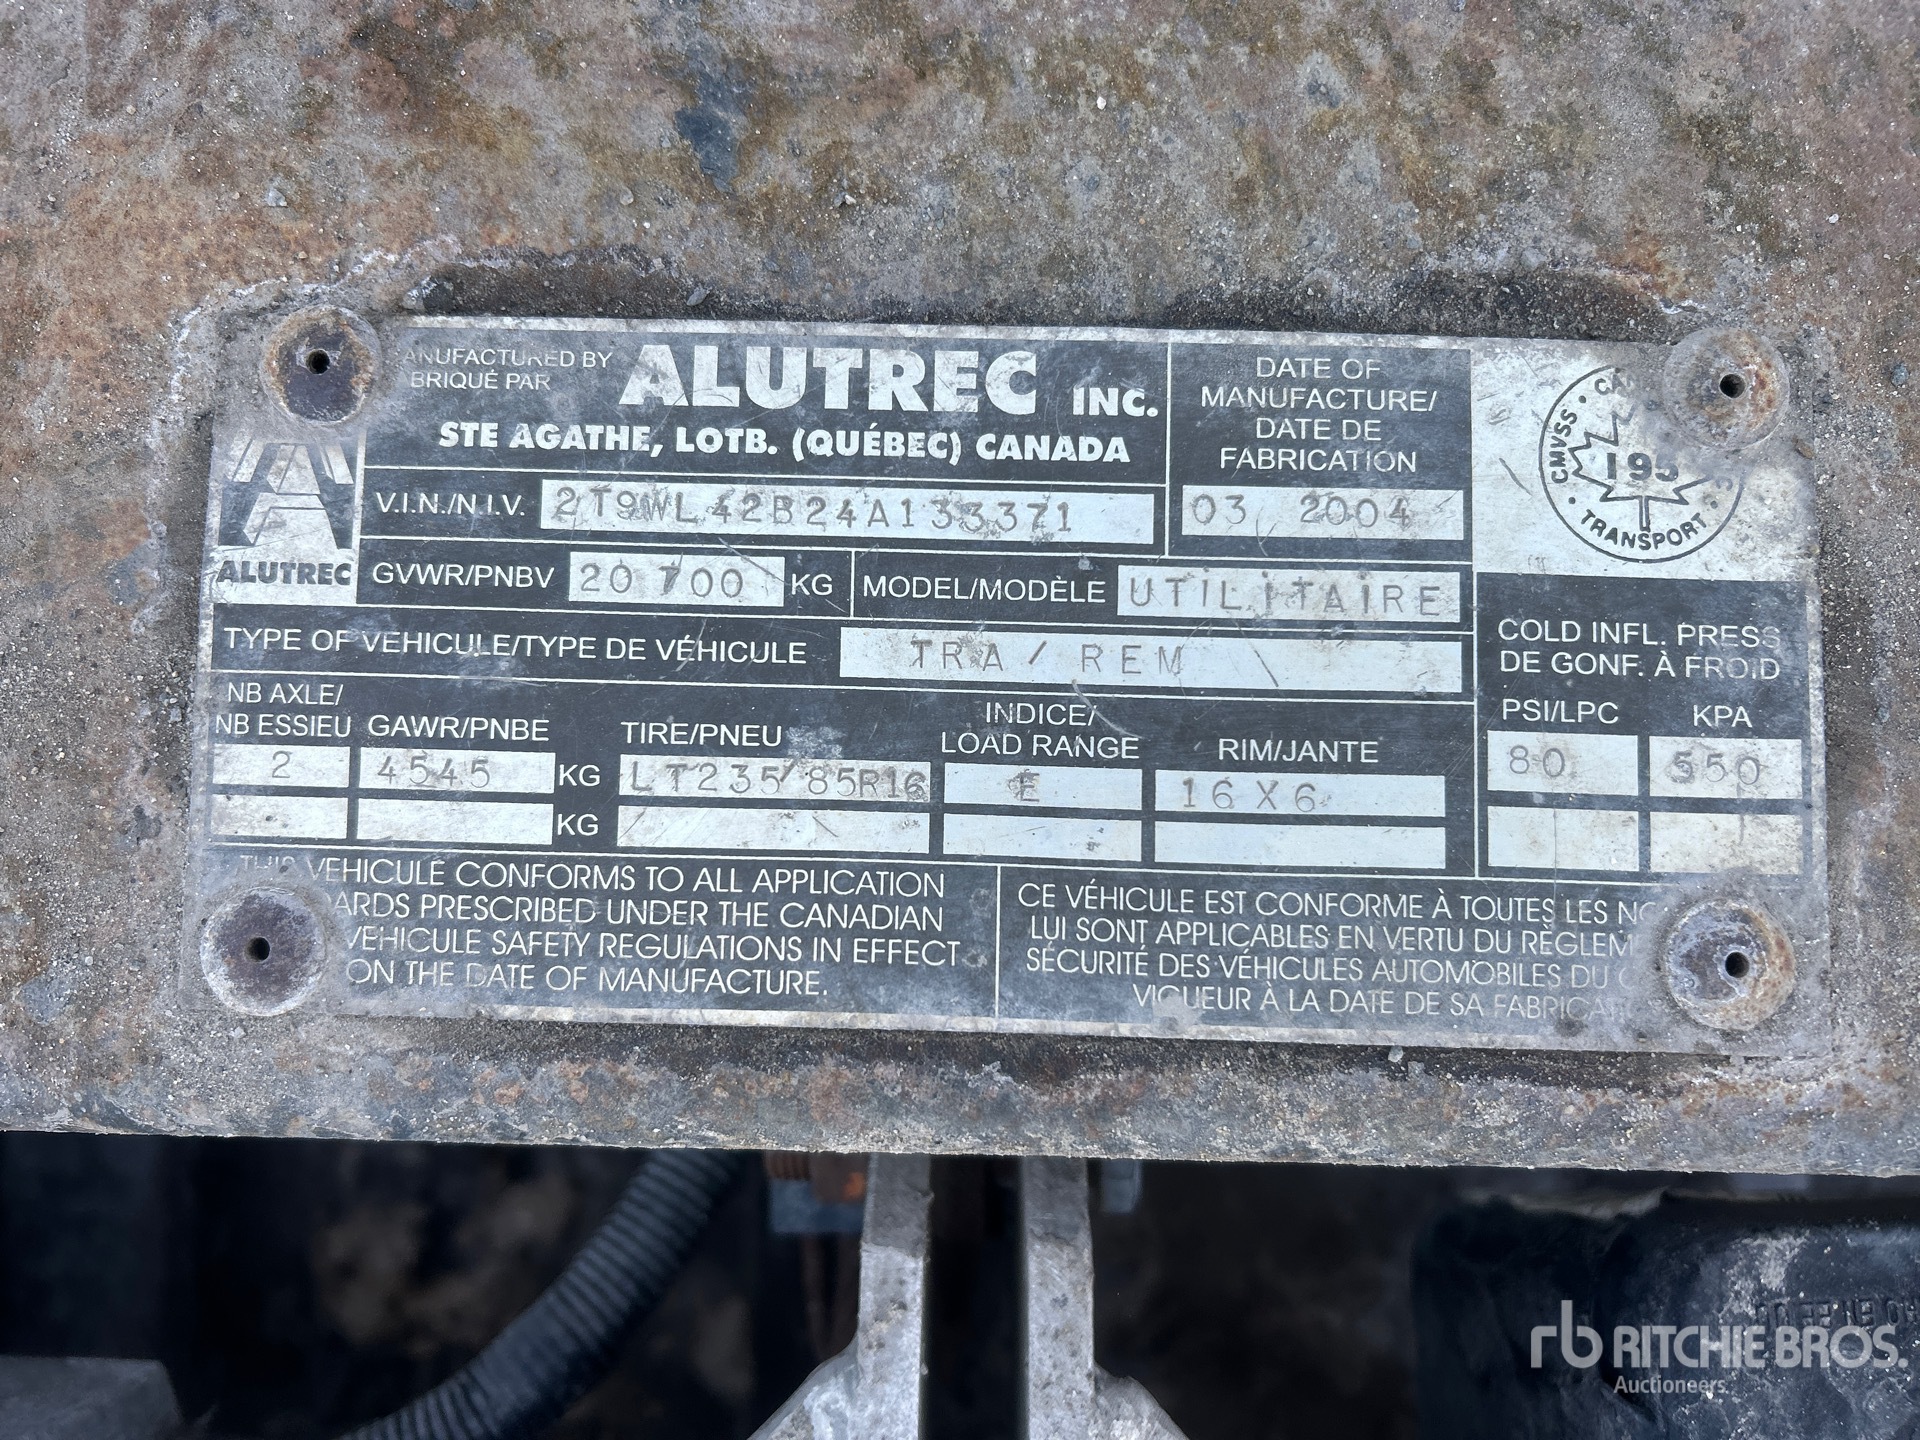 ANUFACTURED BY
BRIQUÉ PAR
ALUTREC INC.
STE AGATHE, LOTB. (QUÉBEC) CANADA
DATE OF
MANUFACTURE/
DATE DE
FABRICATION
03 2004
CMVSS
195
TRANSPORT
V.I.N./N.I.V. 2T9WL42B24A133371
ALUTREC
GVWR/PNBV 20 700 KG
MODEL/MODÈLE UTILITAIRE
TYPE OF VEHICULE/TYPE DE VÉHICULE TRA/REM
COLD INFL. PRESS
DE GONF. À FROID
PSI/LPC KPA
80 550
NB AXLE/
NB ESSIEU GAWR/PNBE TIRE/PNEU INDICE/
LOAD RANGE RIM/JANTE
2 4545 KG LT235/85R16 E 16X6
KG
THIS VEHICULE CONFORMS TO ALL APPLICATION
ARDS PRESCRIBED UNDER THE CANADIAN
VEHICULE SAFETY REGULATIONS IN EFFECT
ON THE DATE OF MANUFACTURE.
CE VÉHICULE EST CONFORME À TOUTES LES NO
LUI SONT APPLICABLES EN VERTU DU RÈGLEM
SÉCURITÉ DES VÉHICULES AUTOMOBILES DU
VIGUEUR À LA DATE DE SA FABRICAT
rb RITCHIE BROS.
Auctioneers